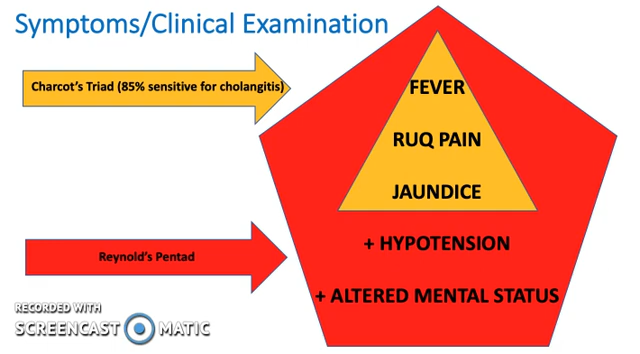 Symptoms/Clinical Examination
Charcot's Triad (85% sensitive for cholangitis)
FEVER
RUQ PAIN
JAUNDICE
+ HYPOTENSION
Reynold's Pentad
+ ALTERED MENTAL STATUS
RECORDED WITH
SCREENCAST MATIC